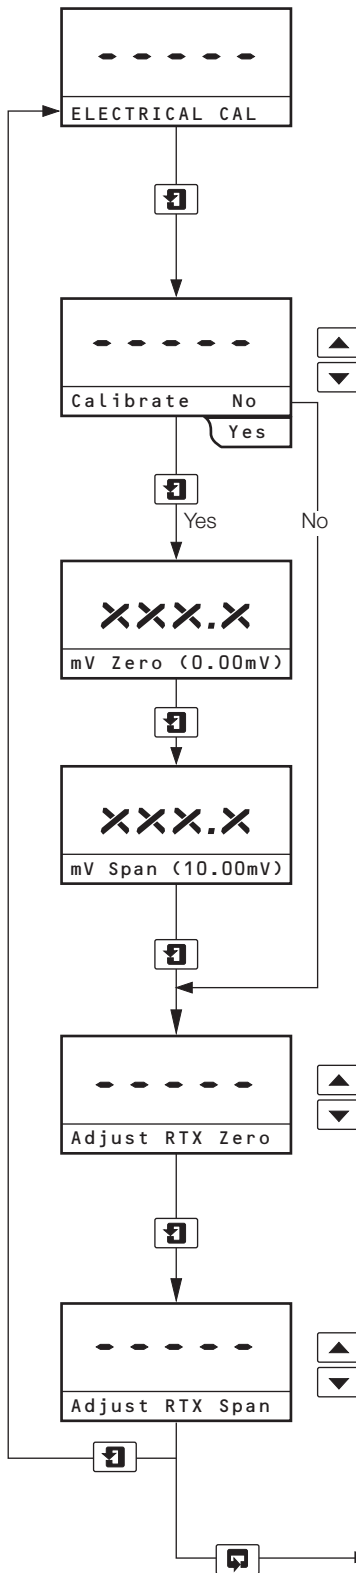 - - - - -
ELECTRICAL CAL
- - - - -
Calibrate No
Yes
Yes
No
XXX.X
mV Zero (0.00mV)
XXX.X
mV Span (10.00mV)
- - - - -
Adjust RTX Zero
- - - - -
Adjust RTX Span